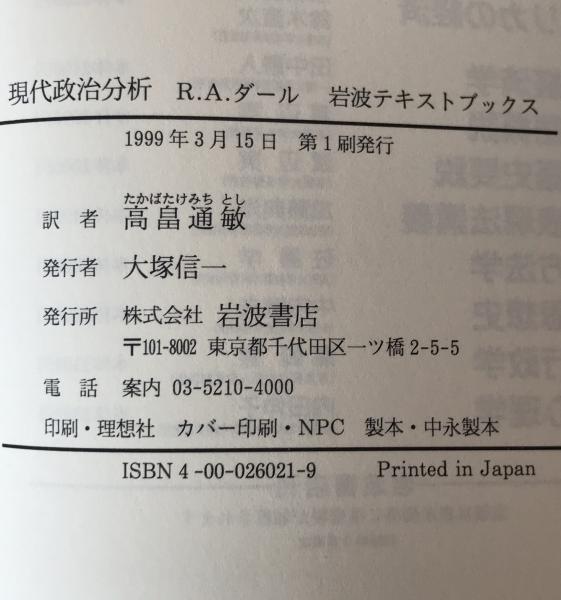 現代政治分析 R.A.ダール 岩波テキストブックス
1999年3月15日 第1刷発行
たかばたけみち とし
訳者 高畠通敏
発行者 大塚信一
発行所 株式会社 岩波書店
〒101-8002 東京都千代田区一ツ橋2-5-5
電話 案内 03-5210-4000
印刷・理想社 カバー印刷・NPC 製本・中永製本
ISBN4-00-026021-9 Printed in Japan